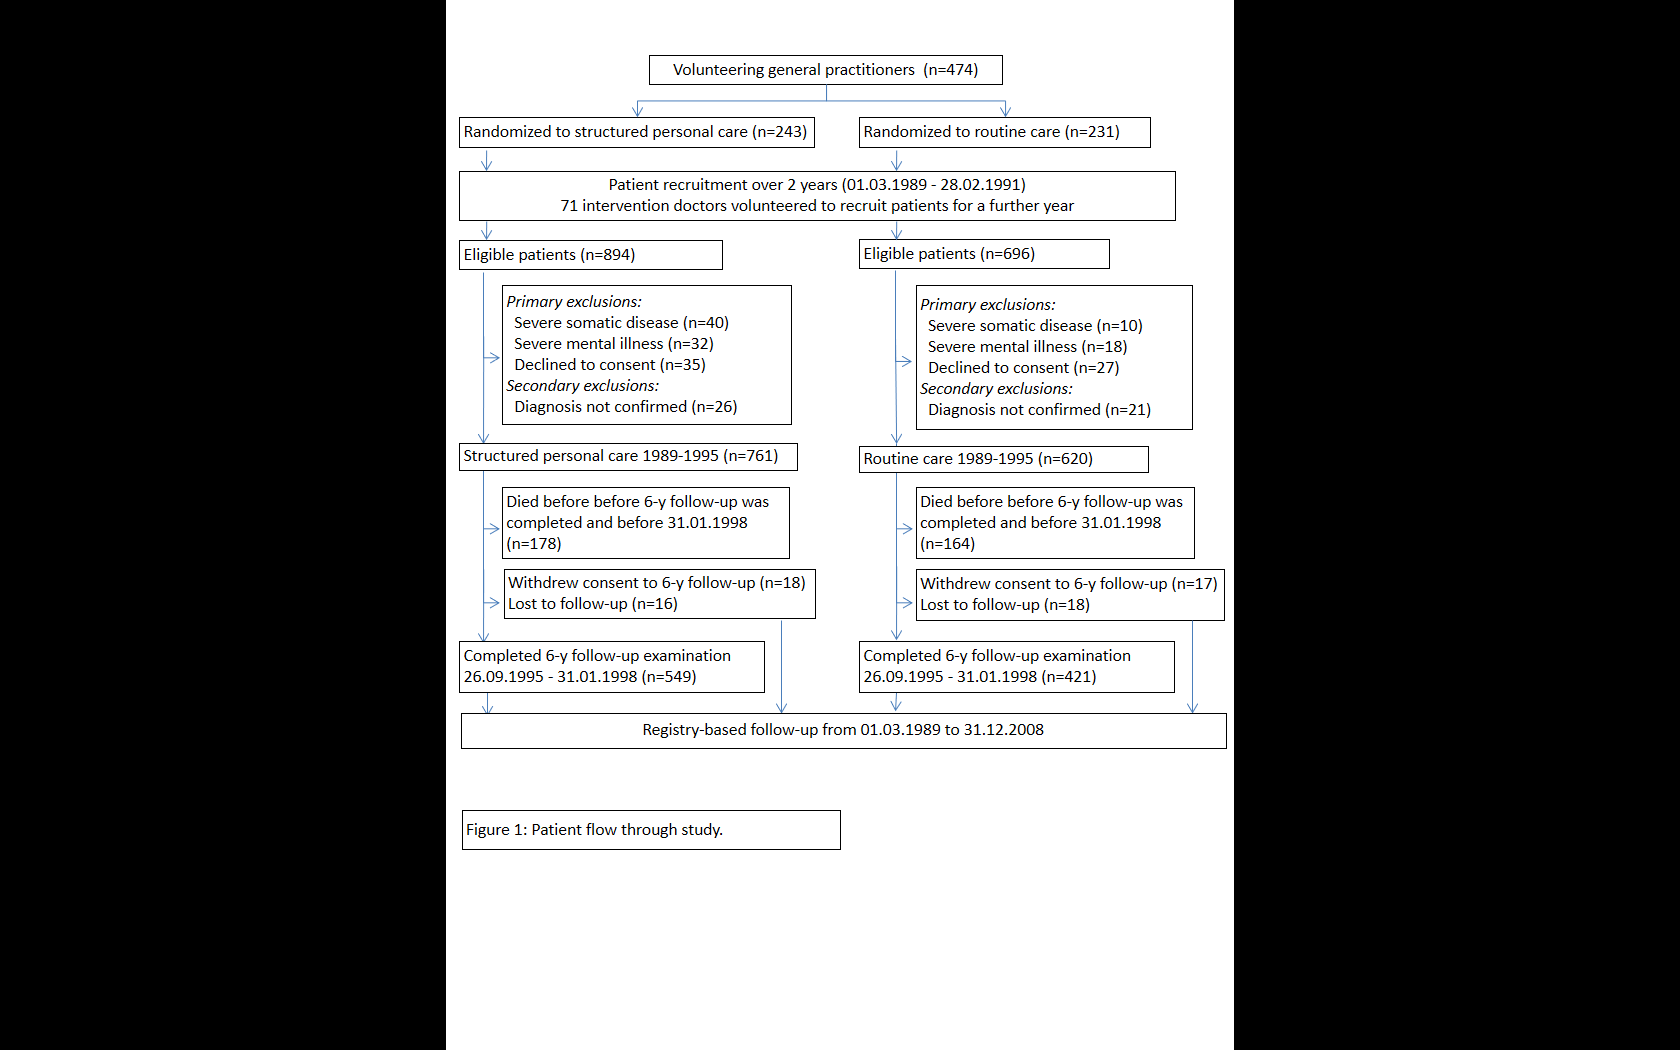 Volunteering general practitioners  (n=474)
Randomized to structured personal care (n=243)
Randomized to routine care (n=231)
Patient recruitment over 2 years (01.03.1989 - 28.02.1991)
71 intervention doctors volunteered to recruit patients for a further year
Eligible patients (n=894)
Eligible patients (n=696)
Primary exclusions:
Severe somatic disease (n=40)
Severe mental illness (n=32)
Declined to consent (n=35)
Secondary exclusions:
Diagnosis not confirmed (n=26)
Primary exclusions:
Severe somatic disease (n=10)
Severe mental illness (n=18)
Declined to consent (n=27)
Secondary exclusions:
Diagnosis not confirmed (n=21)
Structured personal care 1989-1995 (n=761)
Routine care 1989-1995 (n=620)
Died before before 6-y follow-up was
completed and before 31.01.1998
(n=178)
Died before before 6-y follow-up was
completed and before 31.01.1998
(n=164)
Withdrew consent to 6-y follow-up (n=18)
Lost to follow-up (n=16)
Withdrew consent to 6-y follow-up (n=17)
Lost to follow-up (n=18)
Completed 6-y follow-up examination
26.09.1995 - 31.01.1998 (n=549)
Completed 6-y follow-up examination
26.09.1995 - 31.01.1998 (n=421)
Registry-based follow-up from 01.03.1989 to 31.12.2008
Figure 1: Patient flow through study.